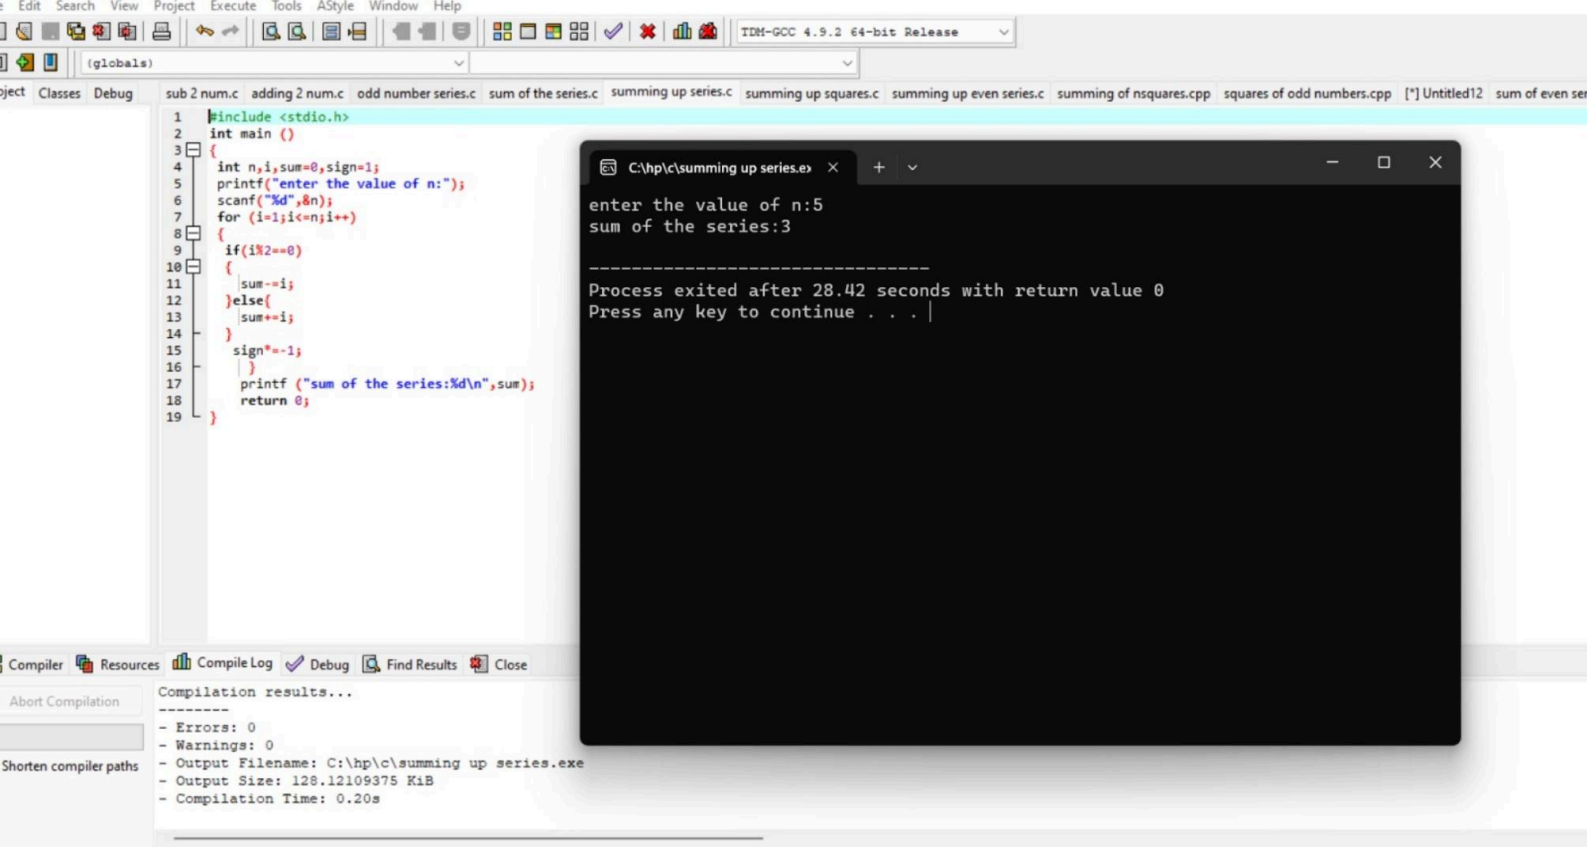 Edit Search View Project Execute Tools AStyle Window Help
TDM-GCC 4.9.2 64-bit Release
(globals)
Classes Debug
sub 2 num.c adding 2 num.c odd number series.c sum of the series.c summing up series.c summing up squares.c summing up even series.c summing of nsquares.cpp squares of odd numbers.cpp [*] Untitled12 sum of even
1 #include <stdio.h>
2 int main ()
3 {
4 int n,i,sum=0,sign=1;
5 printf("enter the value of n:");
6 scanf("%d",&n);
7 for (i=1;i<=n;i++)
8 {
9 if(i%2==0)
10 {
11 sum-=i;
12 }else{
13 sum+=i;
14 }
15 sign*=-1;
16 }
17 printf ("sum of the series:%d\n",sum);
18 return 0;
19 }
C:\hp\c\summing up series.ex
enter the value of n:5
sum of the series:3
--------------------------------
Process exited after 28.42 seconds with return value 0
Press any key to continue . . .
Compiler Resources Compile Log Debug Find Results Close
Abort Compilation
Shorten compiler paths
Compilation results...
--------
- Errors: 0
- Warnings: 0
- Output Filename: C:\hp\c\summing up series.exe
- Output Size: 128.12109375 KiB
- Compilation Time: 0.20s